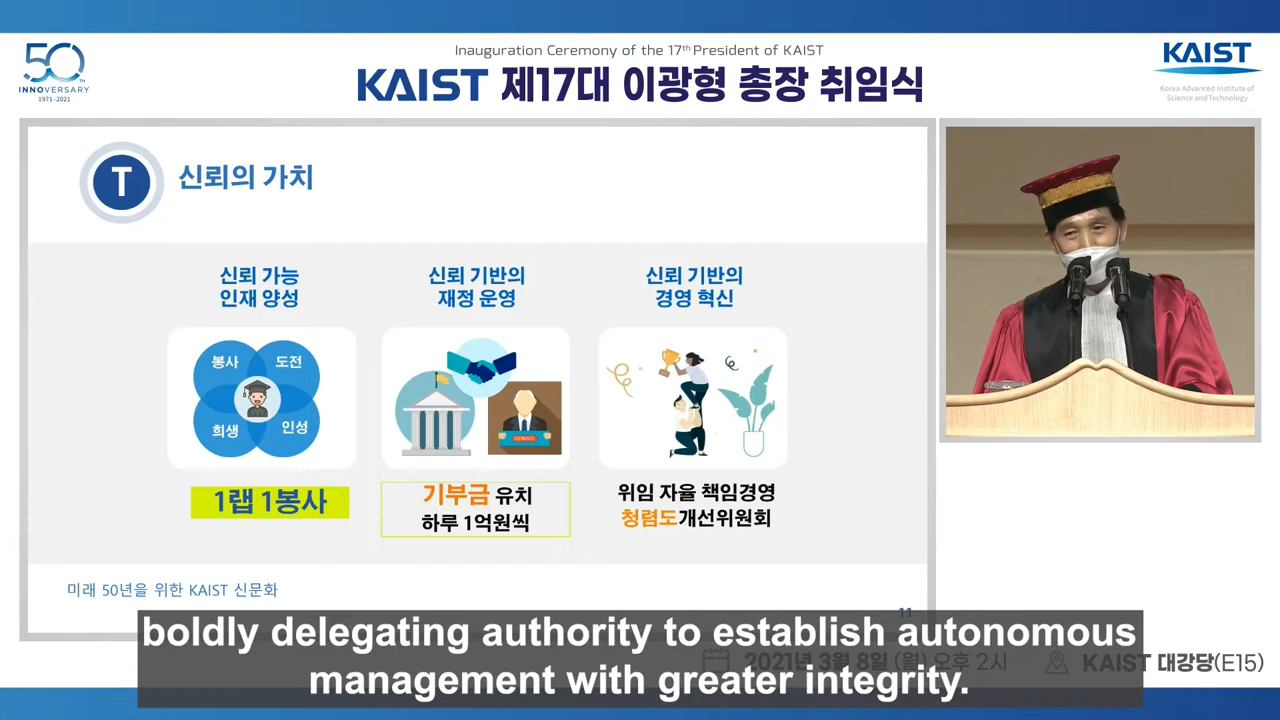 50TH
INNOVERSARY
1971-2021
Inauguration Ceremony of the 17th President of KAIST
KAIST 제17대 이광형 총장 취임식
KAIST
Korea Advanced Institute of
Science and Technology
T 신뢰의 가치
신뢰 가능
인재 양성
봉사 도전
희생 인성
1랩 1봉사
신뢰 기반의
재정 운영
DONATE
기부금 유치
하루 1억원씩
신뢰 기반의
경영 혁신
위임 자율 책임경영
청렴도개선위원회
미래 50년을 위한 KAIST 신문화
11
2021년 3월 8일 (월) 오후 2시
KAIST 대강당(E15)
boldly delegating authority to establish autonomous
management with greater integrity.